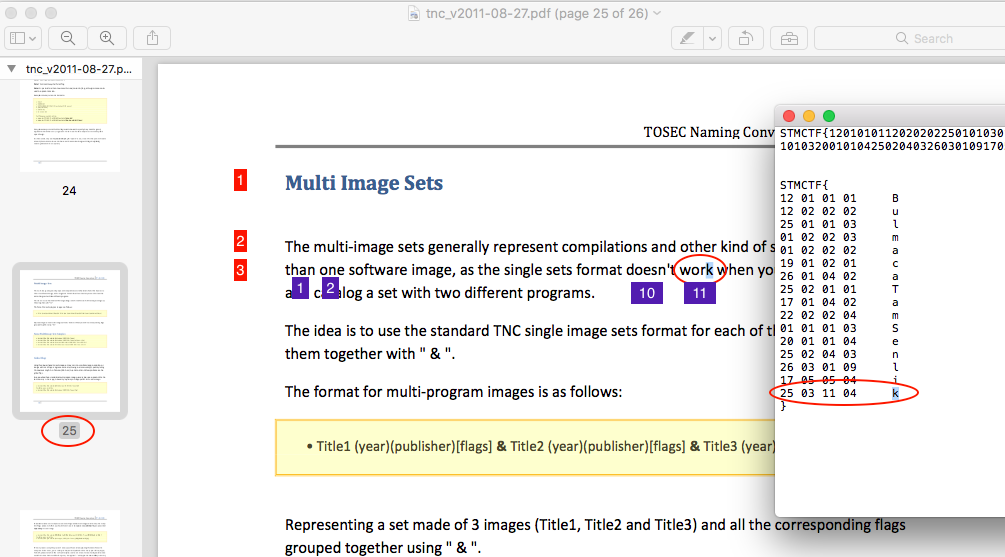 tnc_v2011-08-27.pdf (page 25 of 26)
Search
tnc_v2011-08-27.p...
24
25
TOSEC Naming Conv
1
Multi Image Sets
2
The multi-image sets generally represent compilations and other kind of s
3
than one software image, as the single sets format doesn't work when yo
log a set with two different programs.
1 2 10 11
The idea is to use the standard TNC single image sets format for each of t
them together with " & ".
The format for multi-program images is as follows:
• Title1 (year)(publisher)[flags] & Title2 (year)(publisher)[flags] & Title3 (year)
Representing a set made of 3 images (Title1, Title2 and Title3) and all the corresponding flags
grouped together using " & ".
STMCTF{1201010112020202250101030
1010320010104250204032603010917​05
STMCTF{
12 01 01 01 B
12 02 02 02 u
25 01 01 03 l
01 02 02 03 m
01 02 02 02 a
19 01 02 01 c
26 01 04 02 a
25 02 01 01 T
17 01 04 02 a
22 02 02 04 m
01 01 01 03 S
20 01 01 04 e
25 02 04 03 n
26 03 01 09 l
17 05 05 04 i
25 03 11 04 k
}